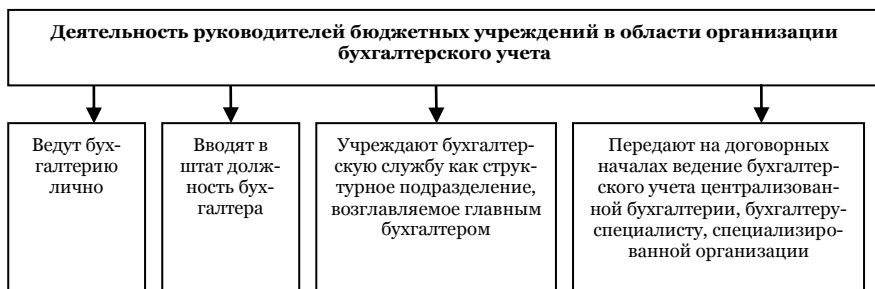 Деятельность руководителей бюджетных учреждений в области организации
бухгалтерского учета
Ведут бух-
галтерию
лично
Вводят в
штат долж-
ность бух-
галтера
Учреждают бухгалтер-
скую службу как струк-
турное подразделение,
возглавляемое главным
бухгалтером
Передают на договорных
началах ведение бухгалтер-
ского учета централизован-
ной бухгалтерии, бухгалтеру-
специалисту, специализиро-
ванной организации